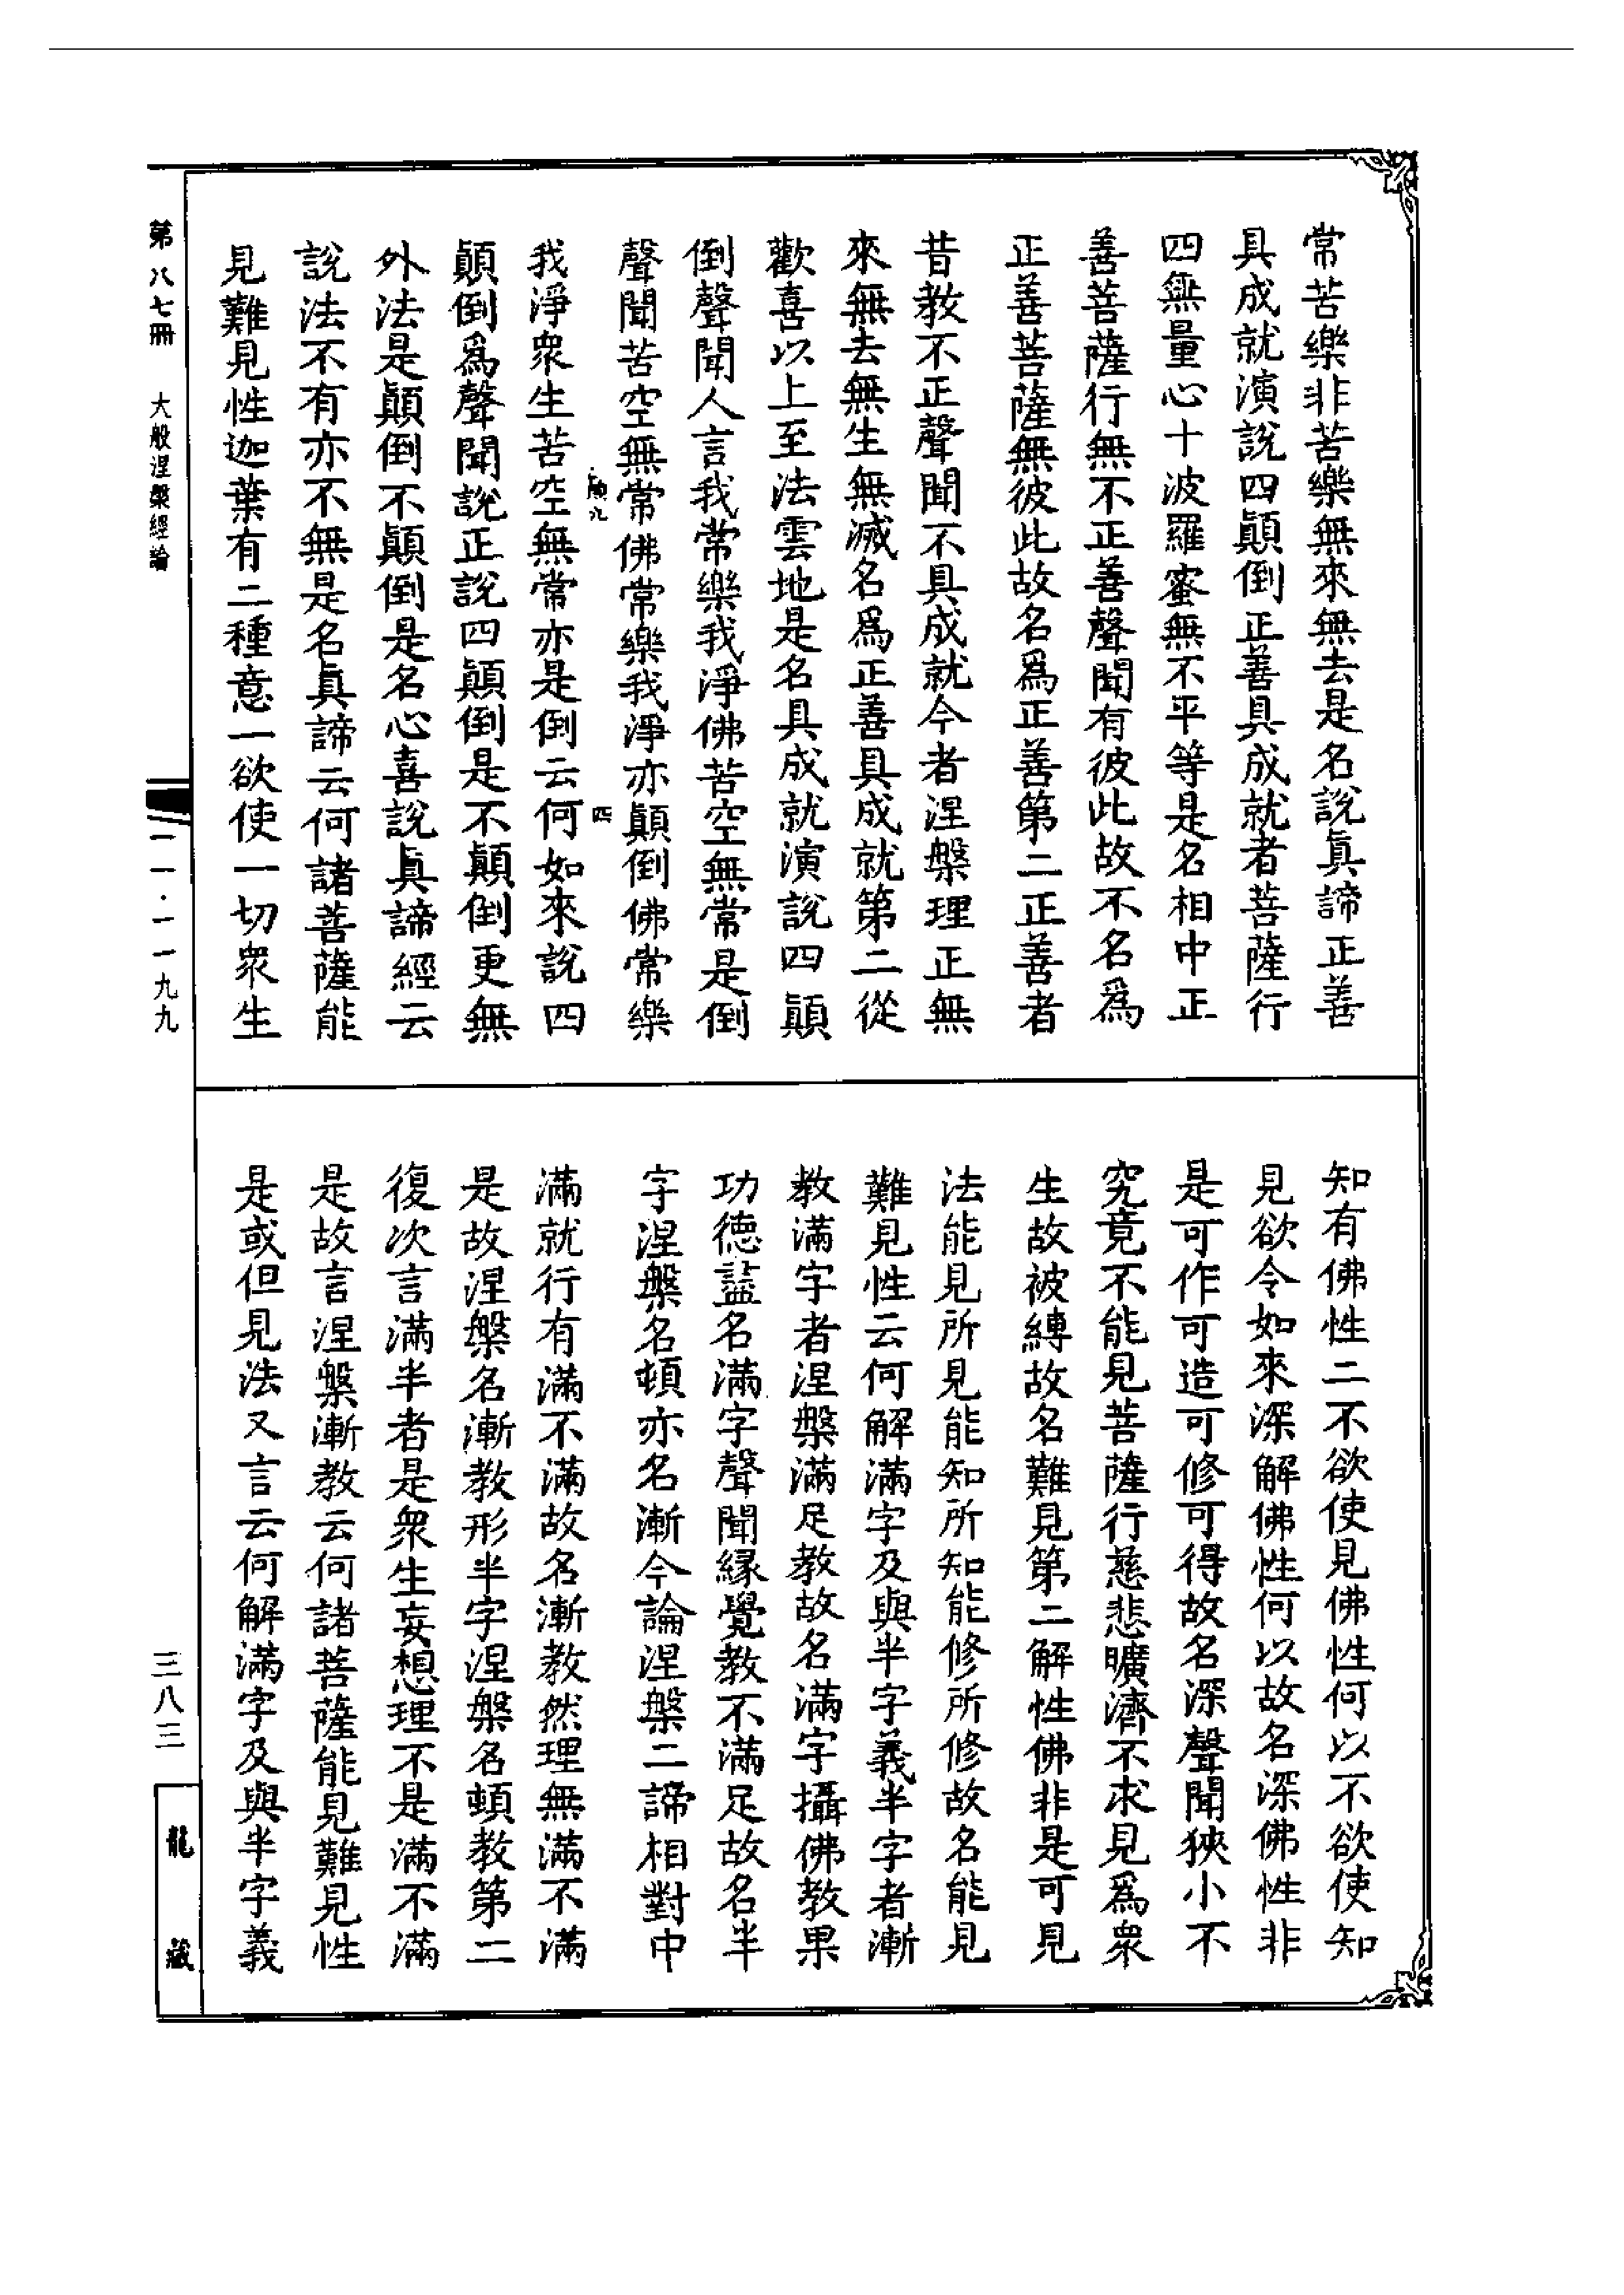 常苦樂非苦樂無來無去是名說眞諦正善
具成就演說四顚倒正善具成就者菩薩行
四無量心十波羅蜜無不平等是名相中正
善菩薩行無不正善聲聞有彼此故不名爲
正善菩薩無彼此故名爲正善第二正善者
昔教不正聲聞不具成就今者涅槃理正無
來無去無生無滅名爲正善具成就第二從
歡喜以上至法雲地是名具成就演說四顚
倒聲聞人言我常樂我淨佛苦空無常是倒
聲聞苦空無常佛常樂我淨亦顚倒佛常樂
我淨衆生苦空無常亦是倒云何如來說四
顚倒爲聲聞說正說四顚倒是不顚倒更無
外法是顚倒不顚倒是名心喜說眞諦經云
說法不有亦不無是名眞諦云何諸菩薩能
見難見性迦葉有二種意一欲使一切衆生
知有佛性二不欲使見佛性何以不欲使知
見欲令如來深解佛性何以故名深佛性非
是可作可造可修可得故名深聲聞狹小不
究竟不能見菩薩行慈悲曠濟不求見爲衆
生故被縛故名難見第二解性佛非是可見
法能見所見能知所知能修所修故名能見
難見性云何解滿字及與半字義半字者漸
教滿字者涅槃滿足教故名滿字攝佛教果
功德盡名滿字聲聞緣覺教不滿足故名半
字涅槃名頓亦名漸今論涅槃二諦相對中
滿就行有滿不滿故名漸教然理無滿不滿
是故涅槃名漸教形半字涅槃名頓教第二
復次言滿半者是衆生妄想理不是滿不滿
是故言涅槃漸教云何諸菩薩能見難見性
是或但見法又言云何解滿字及與半字義
四
第八七冊
大般涅槃經論
一一·一一九九
三八三
龍藏